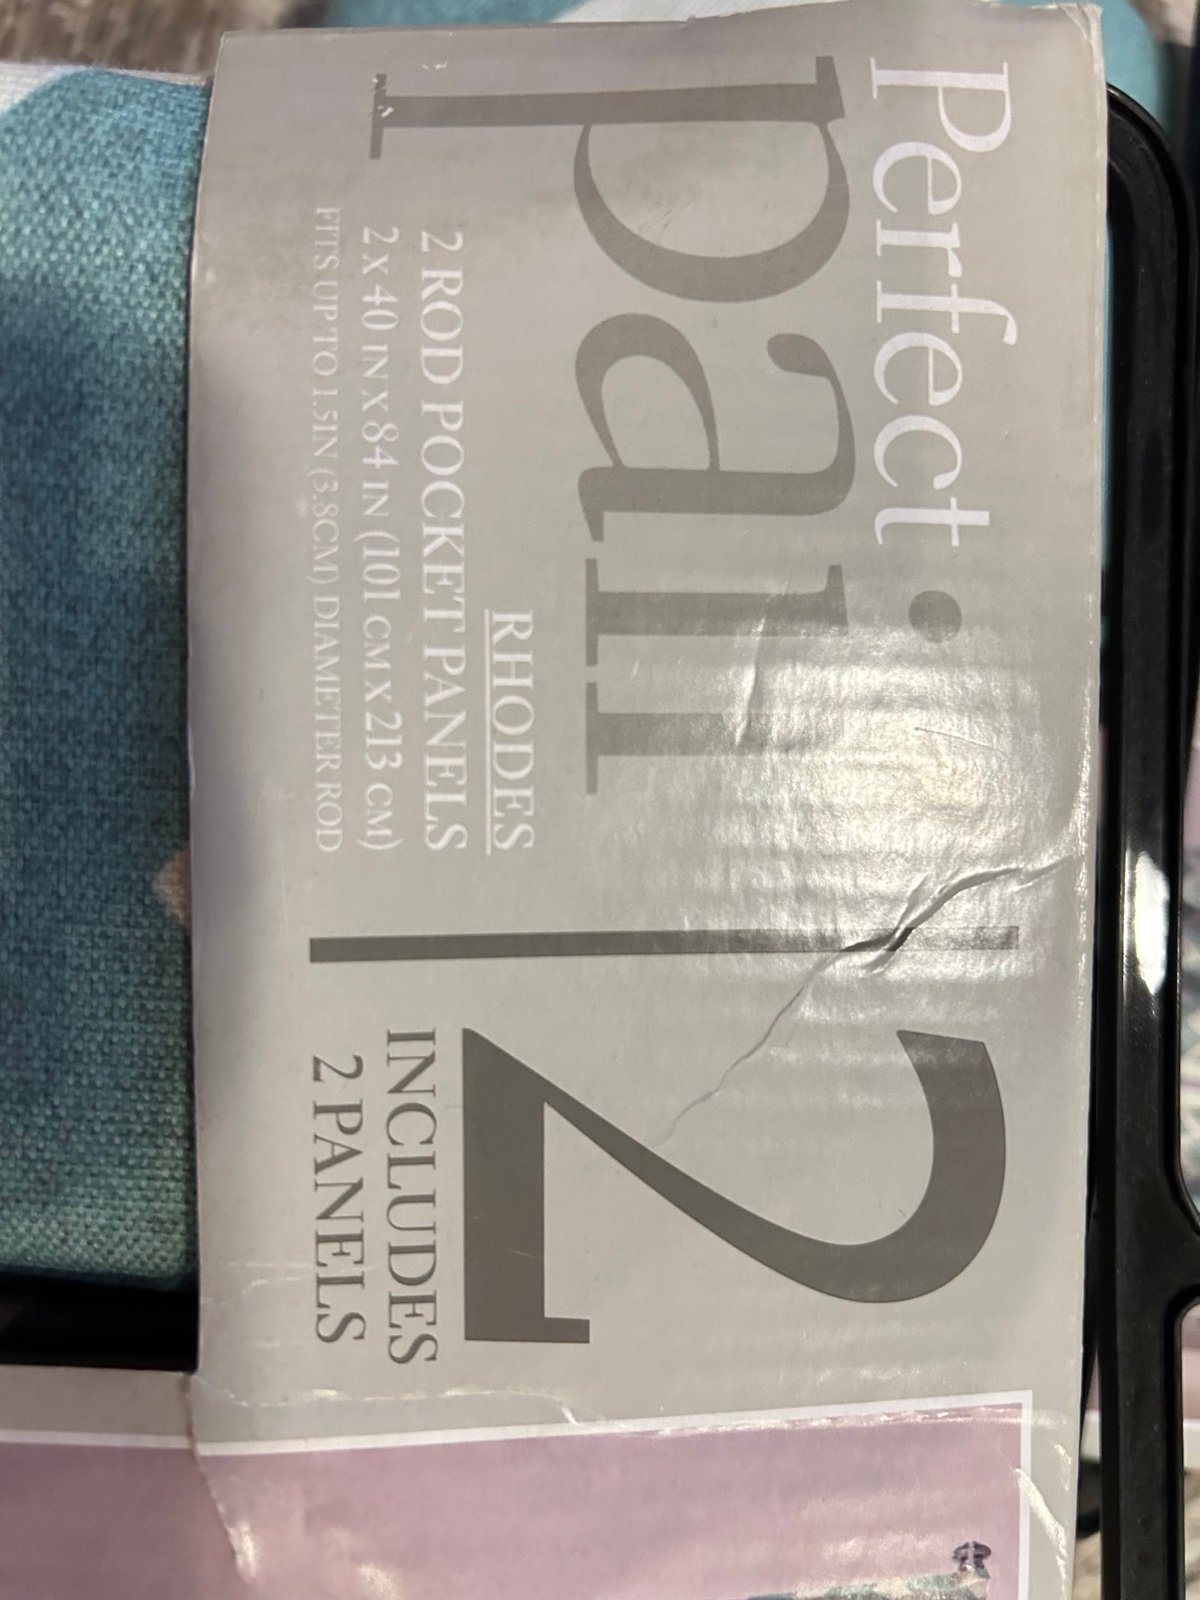 Perfect
pair
RHODES
2 ROD POCKET PANELS
2 X 40 IN X 84 IN (101 CM X 213 CM)
FITS UP TO 1.5IN (3.8CM) DIAMETER ROD
2
INCLUDES
2 PANELS